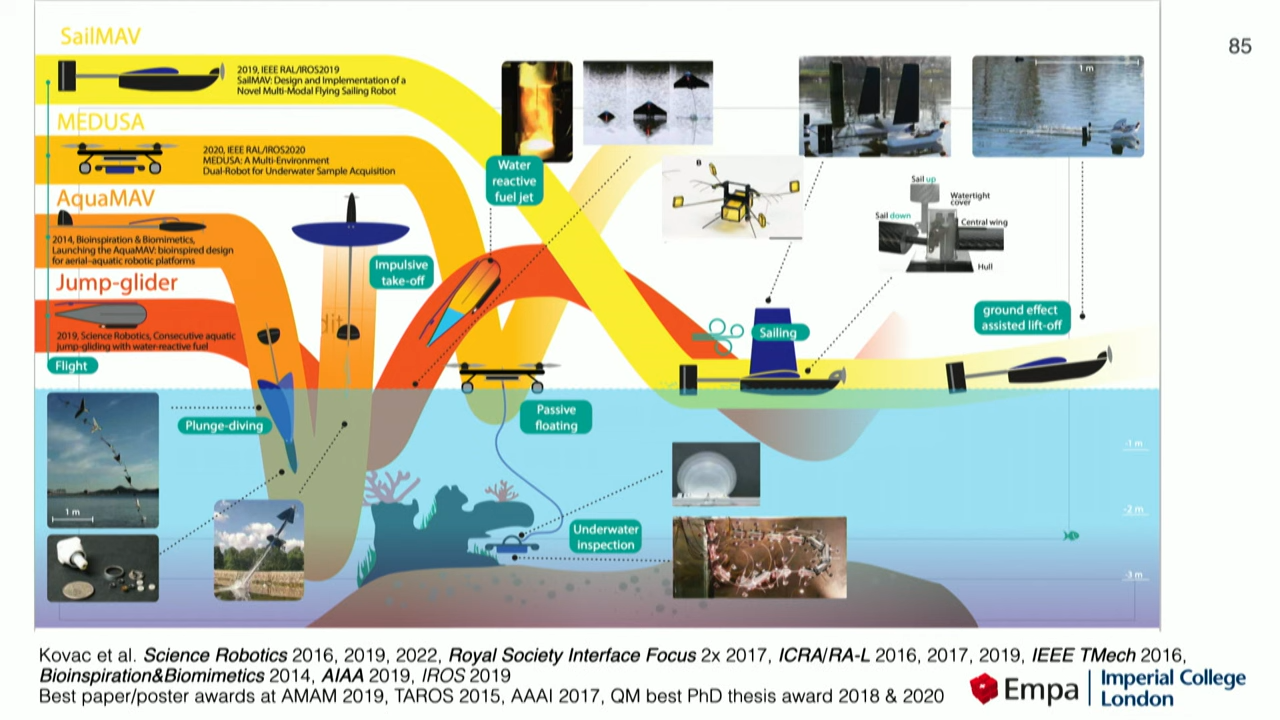 85
SailMAV
2019, IEEE RAL/IROS2019
SailMAV: Design and Implementation of a
Novel Multi-Modal Flying Sailing Robot
MEDUSA
2020, IEEE RAL/IROS2020
MEDUSA: A Multi-Environment
Dual-Robot for Underwater Sample Acquisition
AquaMAV
2014, Bioinspiration & Biomimetics,
Launching the AquaMAV: bioinspired design
for aerial–aquatic robotic platforms
Jump-glider
2019, Science Robotics, Consecutive aquatic
jump-gliding with water-reactive fuel
Flight
Impulsive
take-off
Water
reactive
fuel jet
B
1 m
Sail up
Watertight
cover
Sail down
Central wing
Hull
Sailing
ground effect
assisted lift-off
Plunge-diving
1 m
Passive
floating
Underwater
inspection
-1 m
-2 m
-3 m
Kovac et al. Science Robotics 2016, 2019, 2022, Royal Society Interface Focus 2x 2017, ICRA/RA-L 2016, 2017, 2019, IEEE TMech 2016,
Bioinspiration&Biomimetics 2014, AIAA 2019, IROS 2019
Best paper/poster awards at AMAM 2019, TAROS 2015, AAAI 2017, QM best PhD thesis award 2018 & 2020
Empa
Imperial College
London